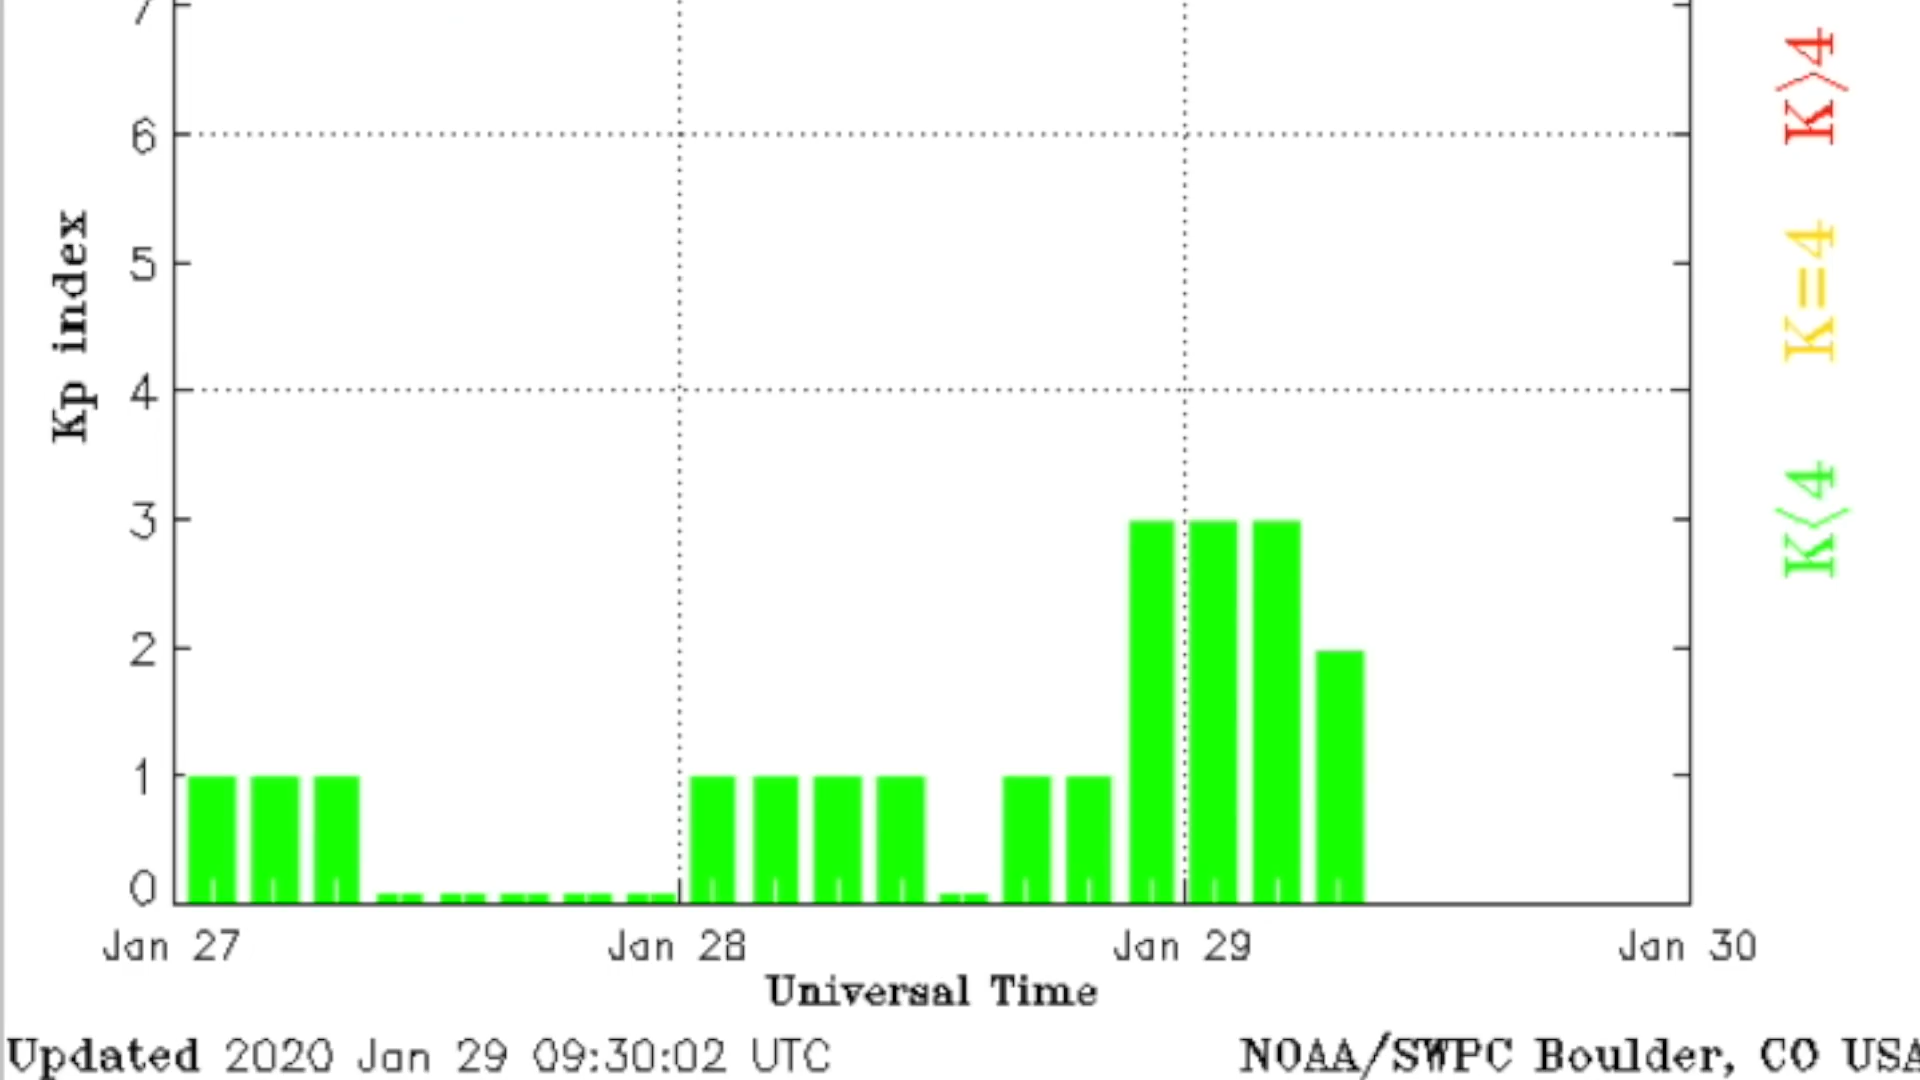 7
6
5
4
3
2
1
0
Kp index
K>4
K=4
K<4
Jan 27 Jan 28 Jan 29 Jan 30
Universal Time
Updated 2020 Jan 29 09:30:02 UTC NOAA/SWPC Boulder, CO USA